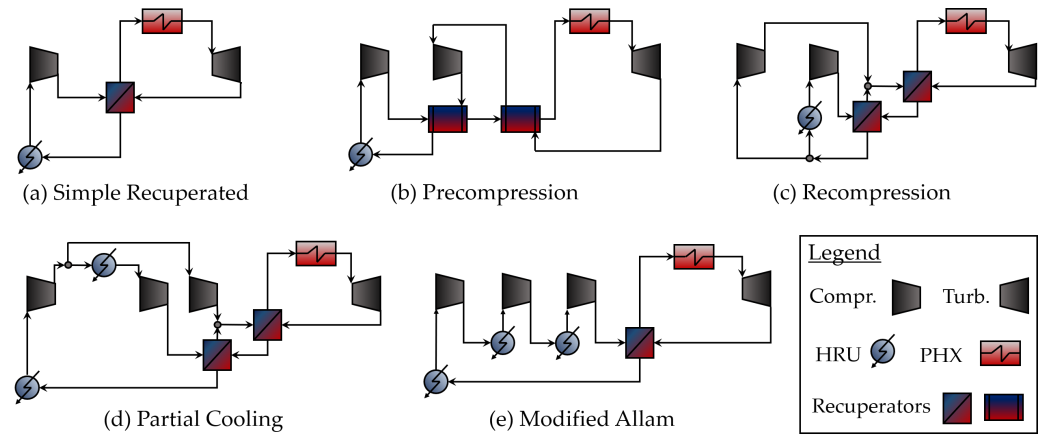 (a) Simple Recuperated
(b) Precompression
(c) Recompression
(d) Partial Cooling
(e) Modified Allam
Legend
Compr.
Turb.
HRU
PHX
Recuperators